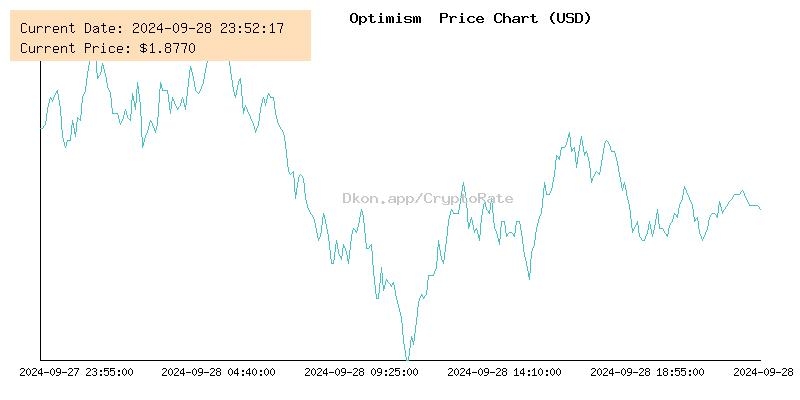 Optimism  Price Chart (USD)
Current Date: 2024-09-28 23:52:17
Current Price: $1.8770
Dkon.app/CryptoRate
2024-09-27 23:55:00 2024-09-28 04:40:00 2024-09-28 09:25:00 2024-09-28 14:10:00 2024-09-28 18:55:00 2024-09-28